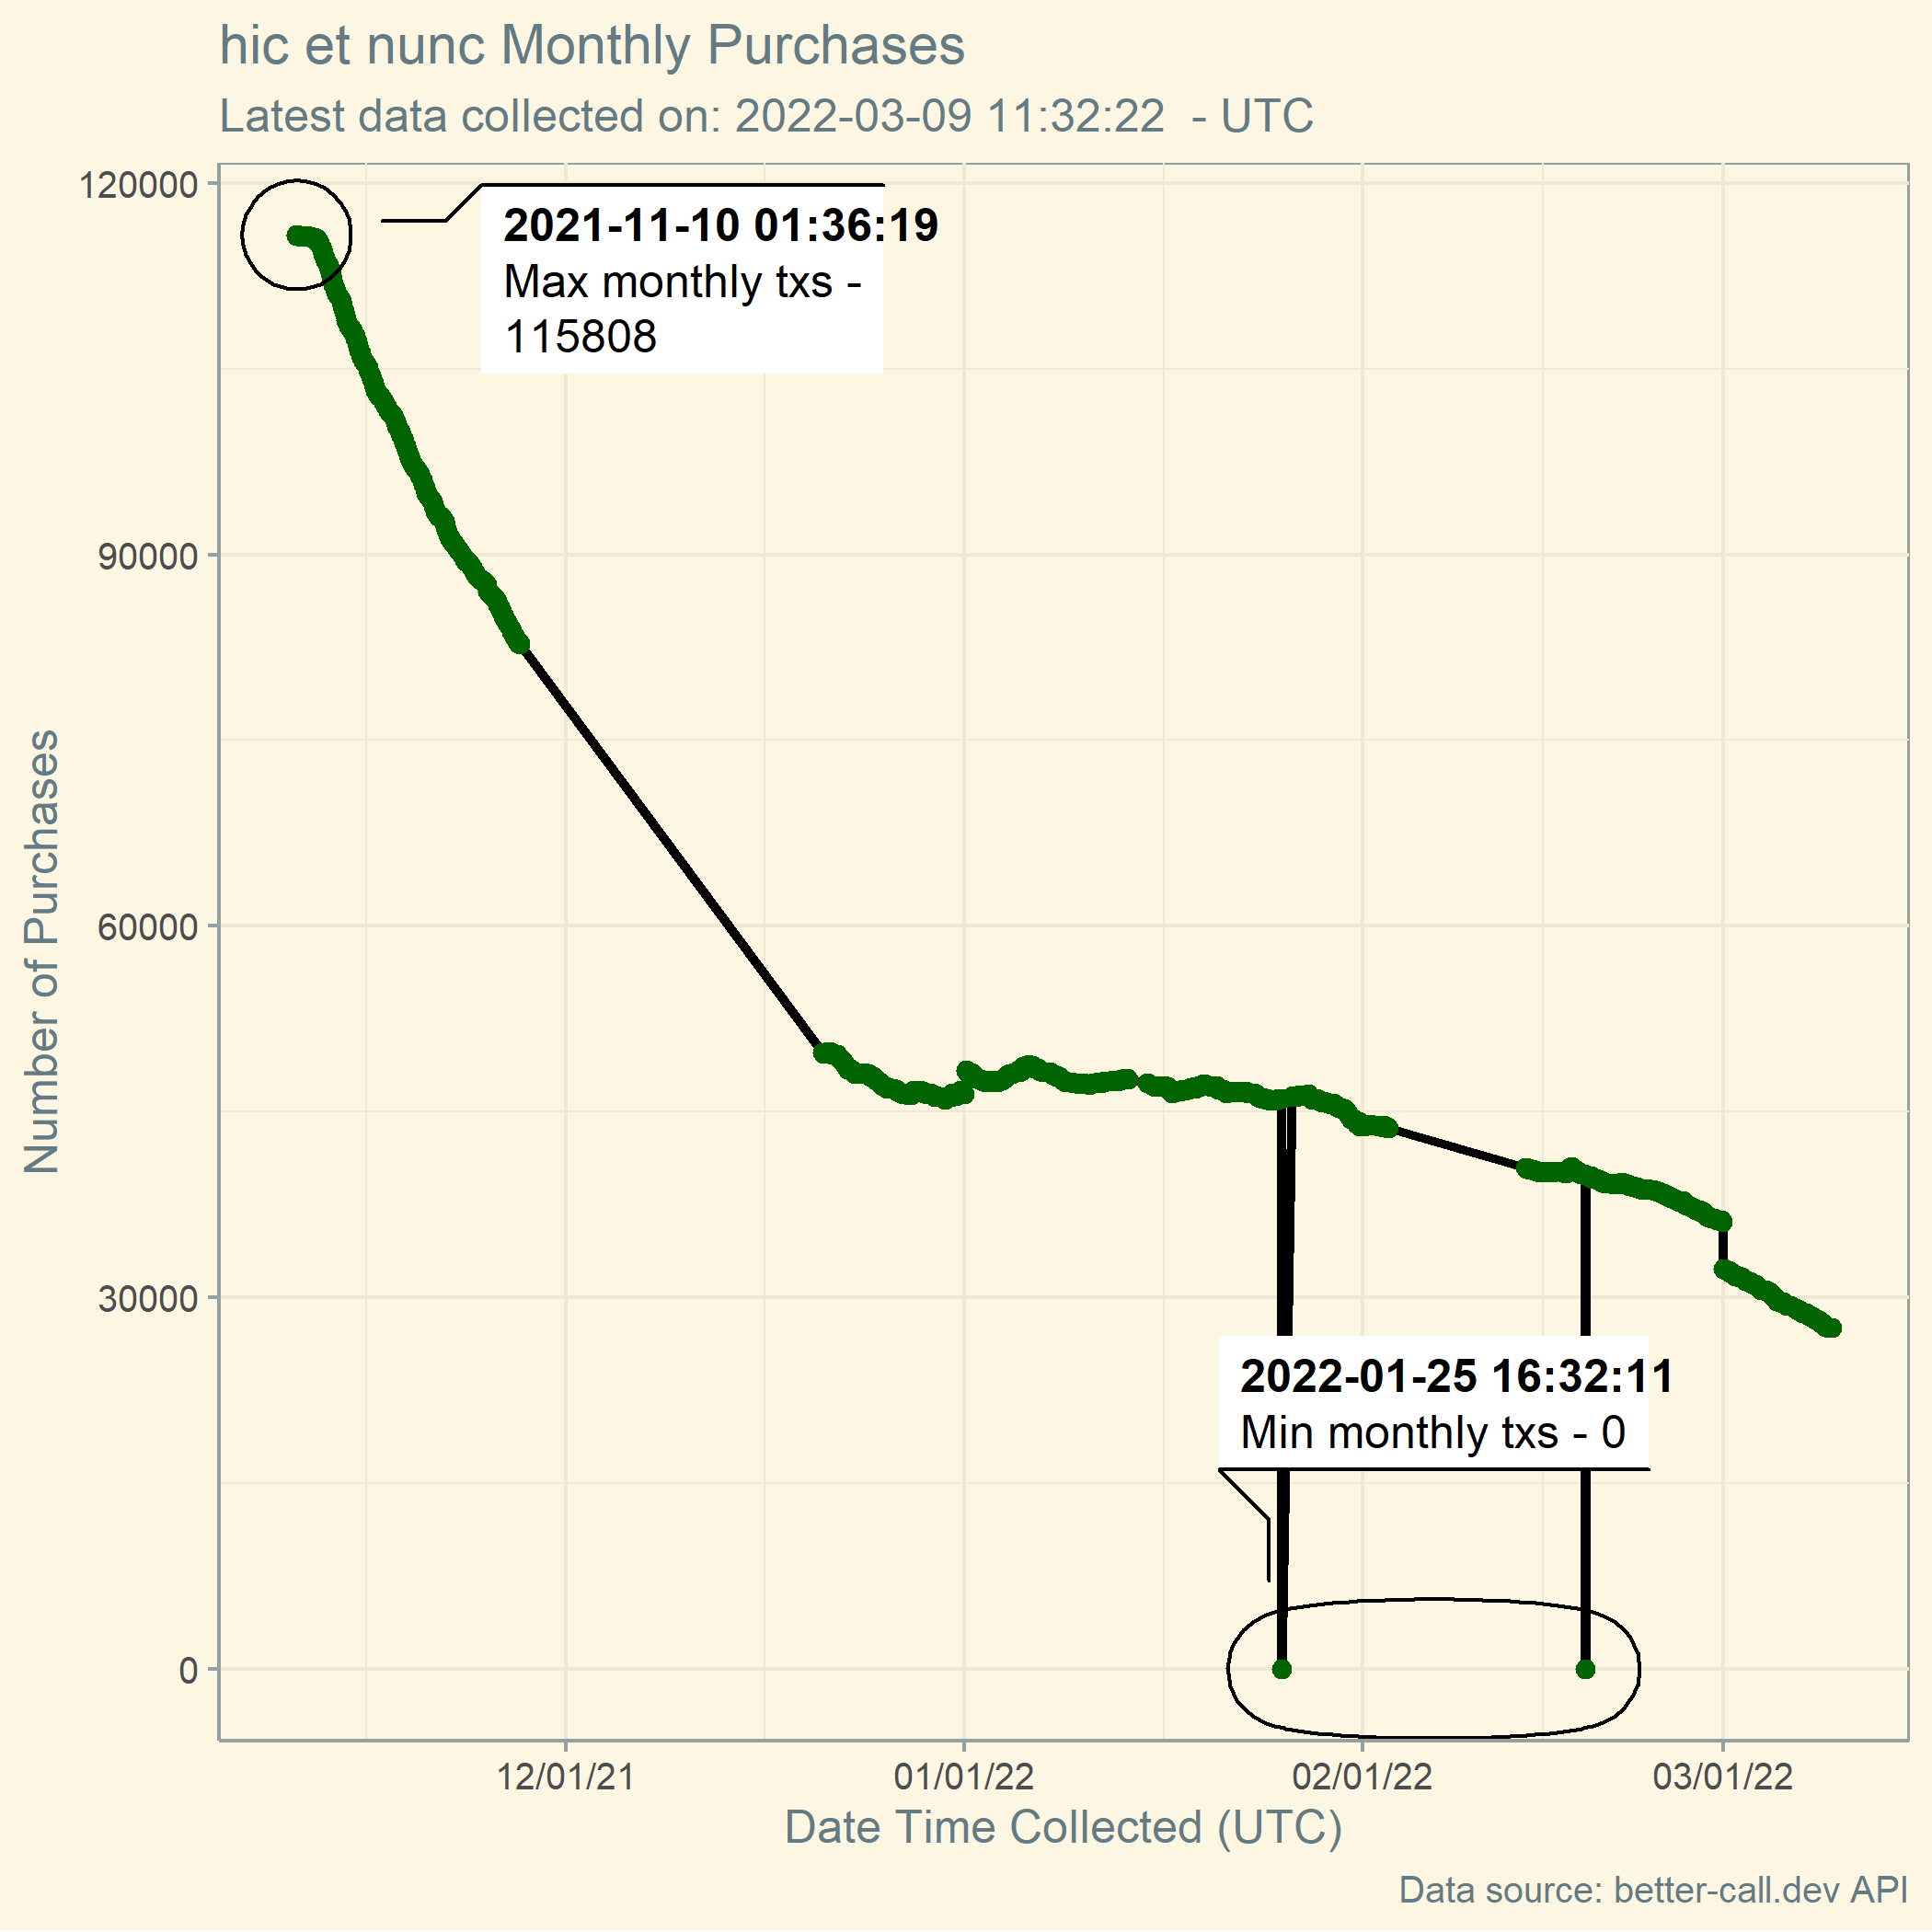 hic et nunc Monthly Purchases
Latest data collected on: 2022-03-09 11:32:22  - UTC
120000
90000
60000
30000
0
Number of Purchases
2021-11-10 01:36:19
Max monthly txs -
115808
2022-01-25 16:32:11
Min monthly txs - 0
12/01/21
01/01/22
02/01/22
03/01/22
Date Time Collected (UTC)
Data source: better-call.dev API